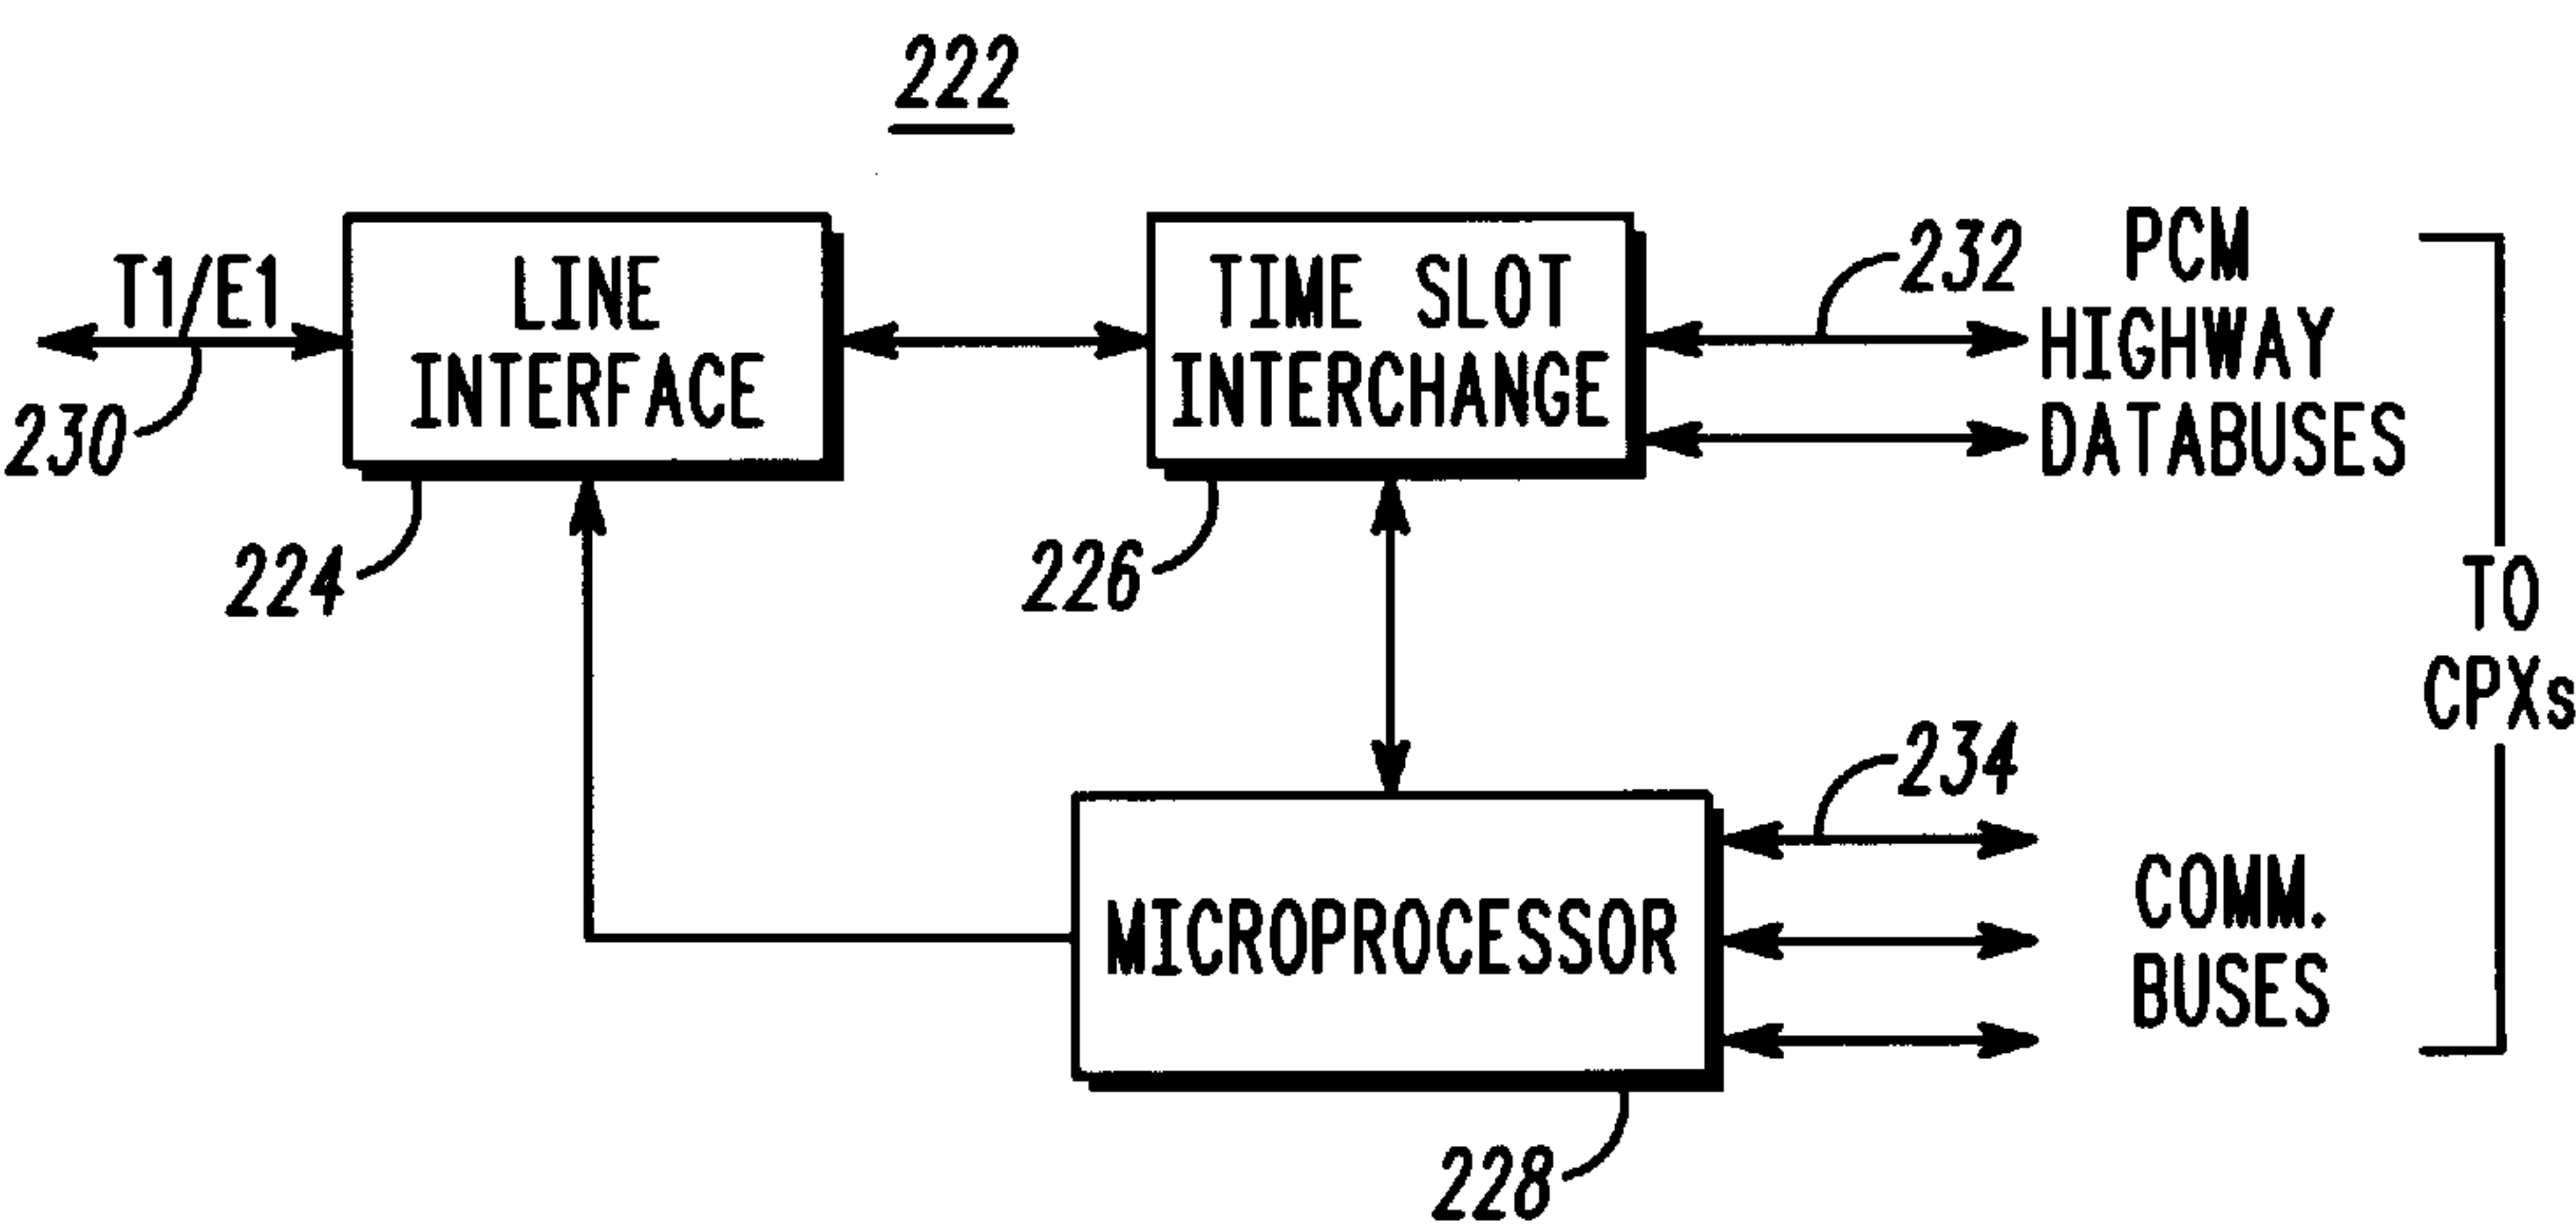 222
T1/E1
230
LINE
INTERFACE
224
TIME SLOT
INTERCHANGE
226
232
PCM
HIGHWAY
DATABUSES
TO
CPXs
234
MICROPROCESSOR
228
COMM.
BUSES